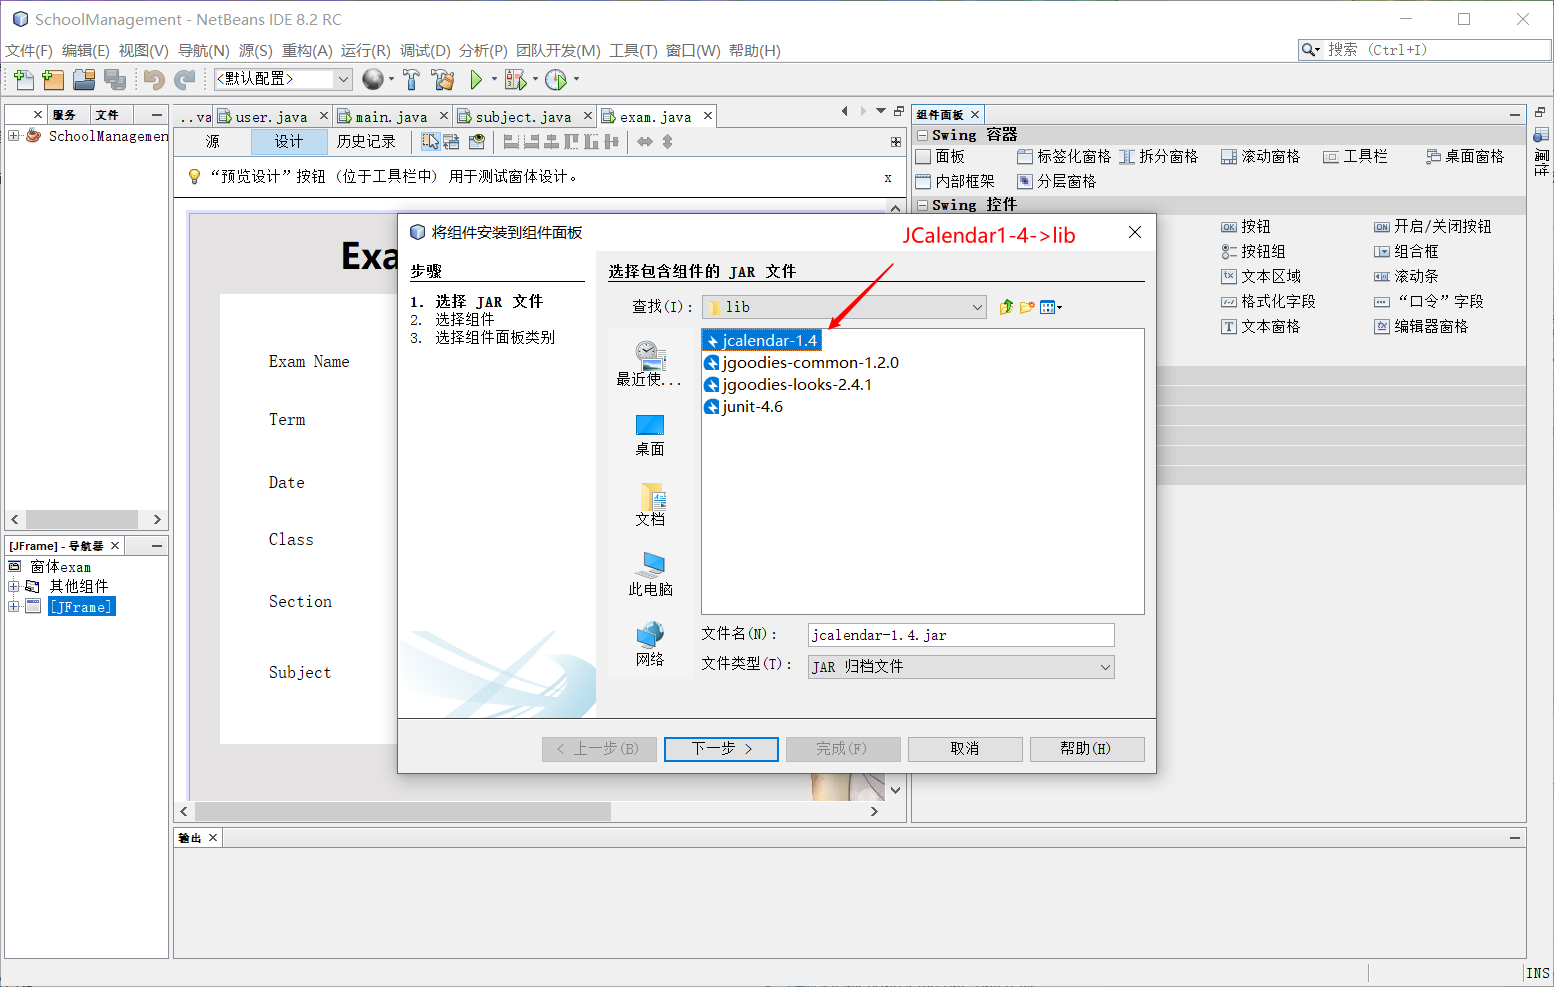 SchoolManagement - NetBeans IDE 8.2 RC
文件(F) 编辑(E) 视图(V) 导航(N) 源(S) 重构(A) 运行(R) 调试(D) 分析(P) 团队开发(M) 工具(T) 窗口(W) 帮助(H)
搜索 (Ctrl+I)
<默认配置>
服务 文件
..va user.java main.java subject.java exam.java
组件面板
SchoolManagemen
源 设计 历史记录
“预览设计”按钮 (位于工具栏中) 用于测试窗体设计。 x
Swing 容器
面板 标签化窗格 拆分窗格 滚动窗格 工具栏 桌面窗格
内部框架 分层窗格
Swing 控件
按钮 开启/关闭按钮
按钮组 组合框
文本区域 滚动条
格式化字段 “口令”字段
文本窗格 编辑器窗格
属性
Exa
Exam Name
Term
Date
Class
Section
Subject
将组件安装到组件面板
JCalendar1-4->lib
步骤
1. 选择 JAR 文件
2. 选择组件
3. 选择组件面板类别
选择包含组件的 JAR 文件
查找(I): lib
最近使...
桌面
文档
此电脑
网络
jcalendar-1.4
jgoodies-common-1.2.0
jgoodies-looks-2.4.1
junit-4.6
文件名(N): jcalendar-1.4.jar
文件类型(T): JAR 归档文件
< 上一步(B) 下一步 > 完成(F) 取消 帮助(H)
[JFrame] - 导航器
窗体exam
其他组件
[JFrame]
输出
INS